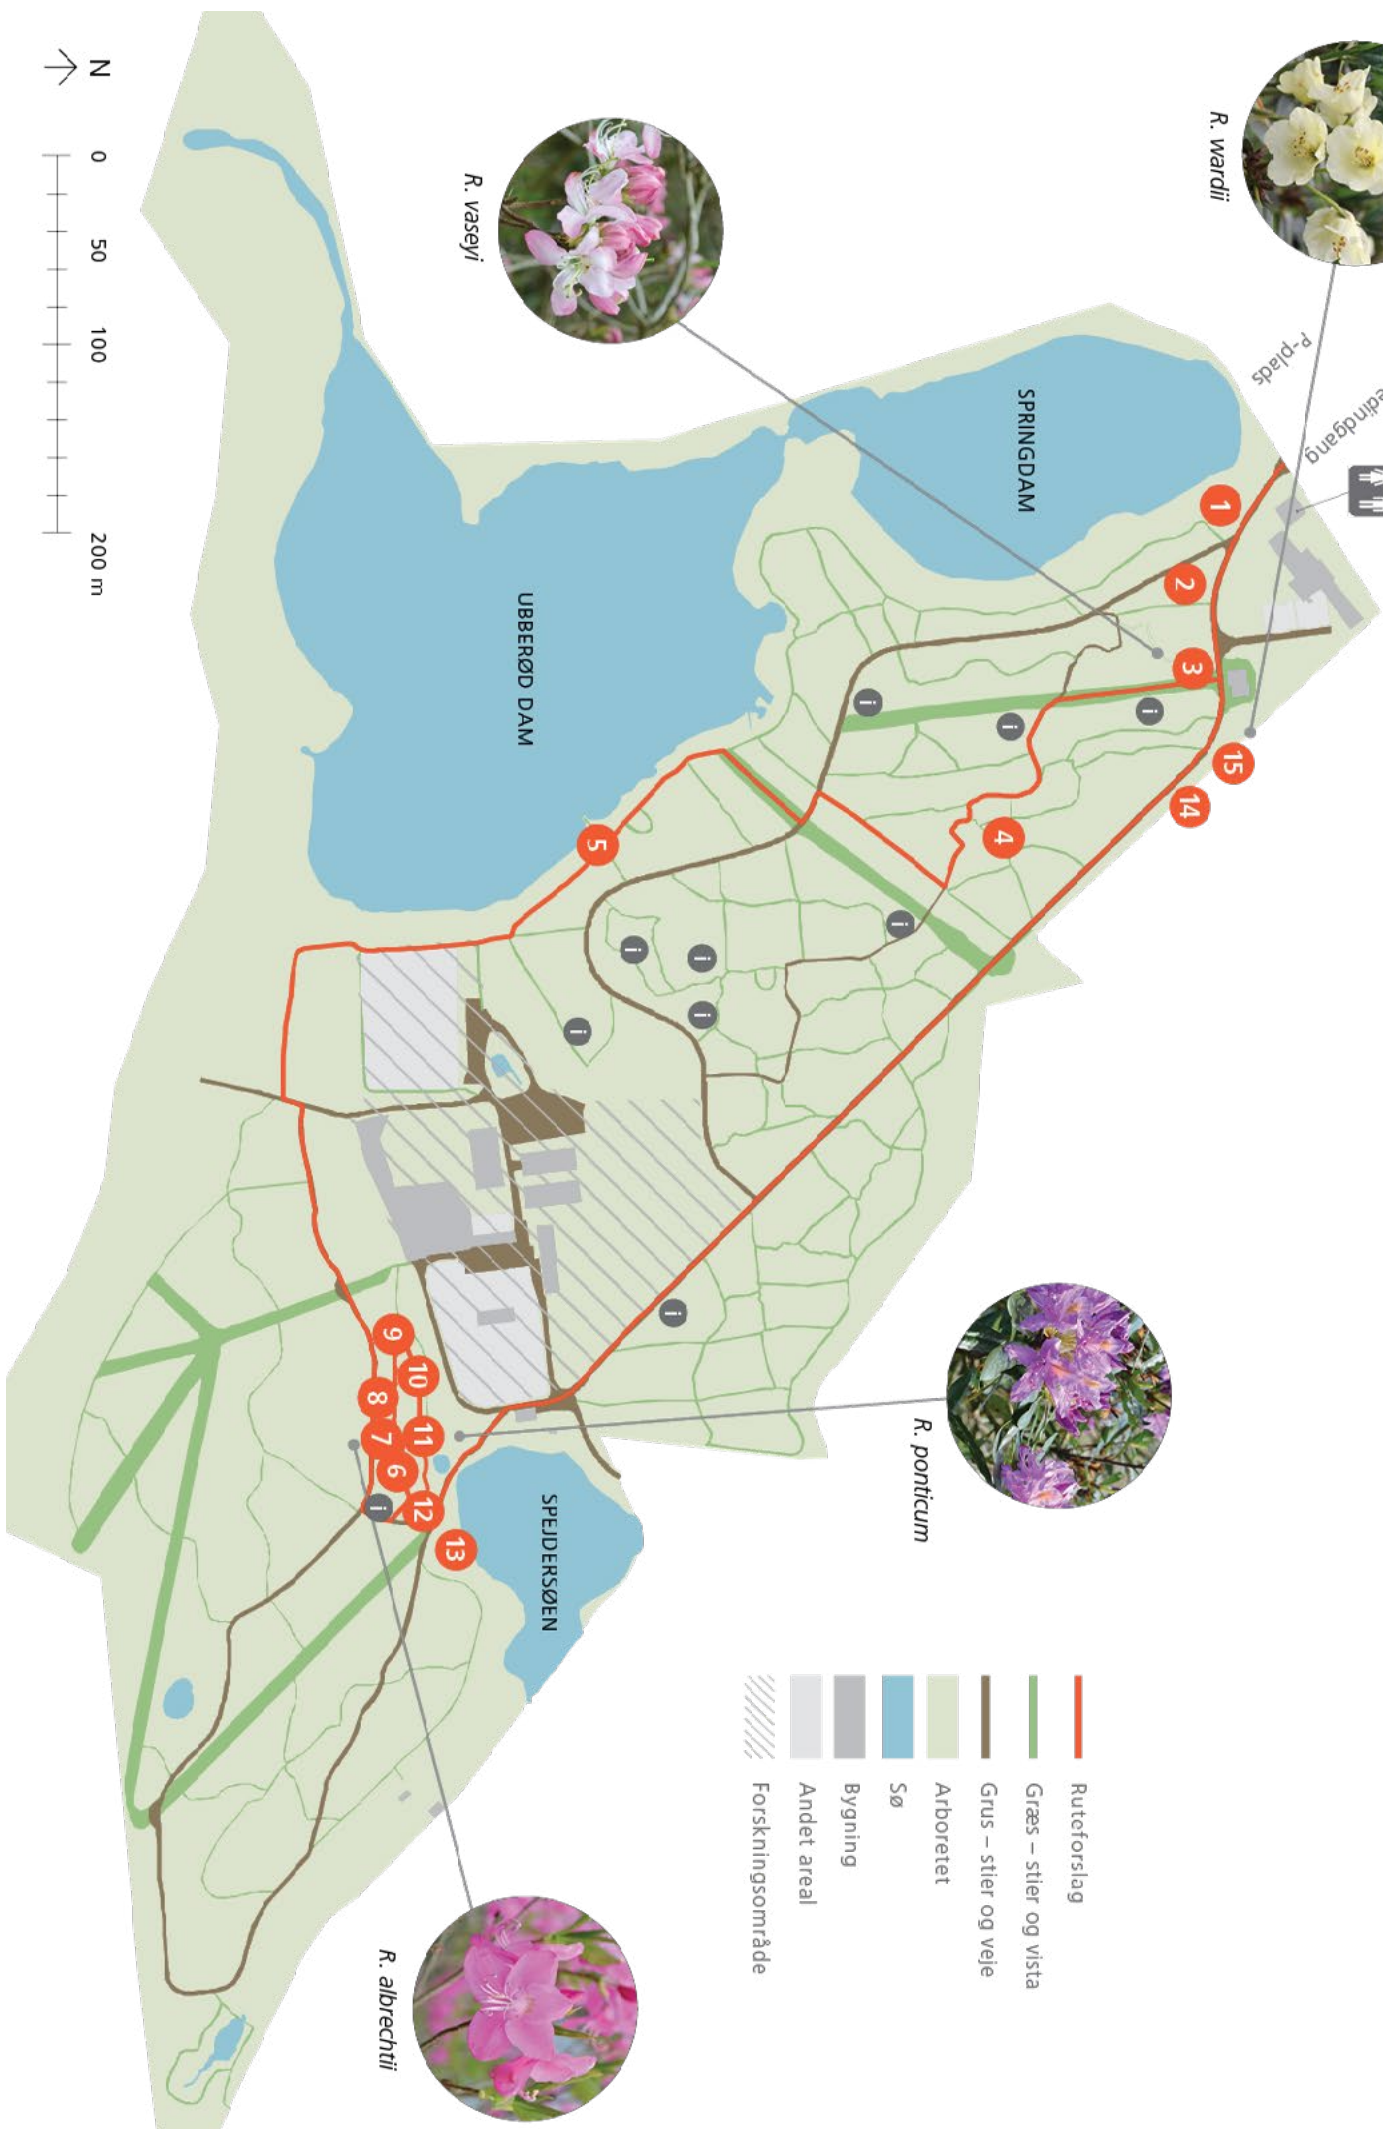 R. wardii
P-plads
edindgang
R. vaseyi
N
0
50
100
200 m
SPRINGDAM
UBBERØD DAM
SPEJDERSØEN
1
2
3
15
14
4
5
i
i
i
i
i
i
i
i
i
i
9
10
8
11
7
6
12
13
R. ponticum
R. albrechtii
Ruteforslag
Græs – stier og vista
Grus – stier og veje
Arboretet
Sø
Bygning
Andet areal
Forskningsområde